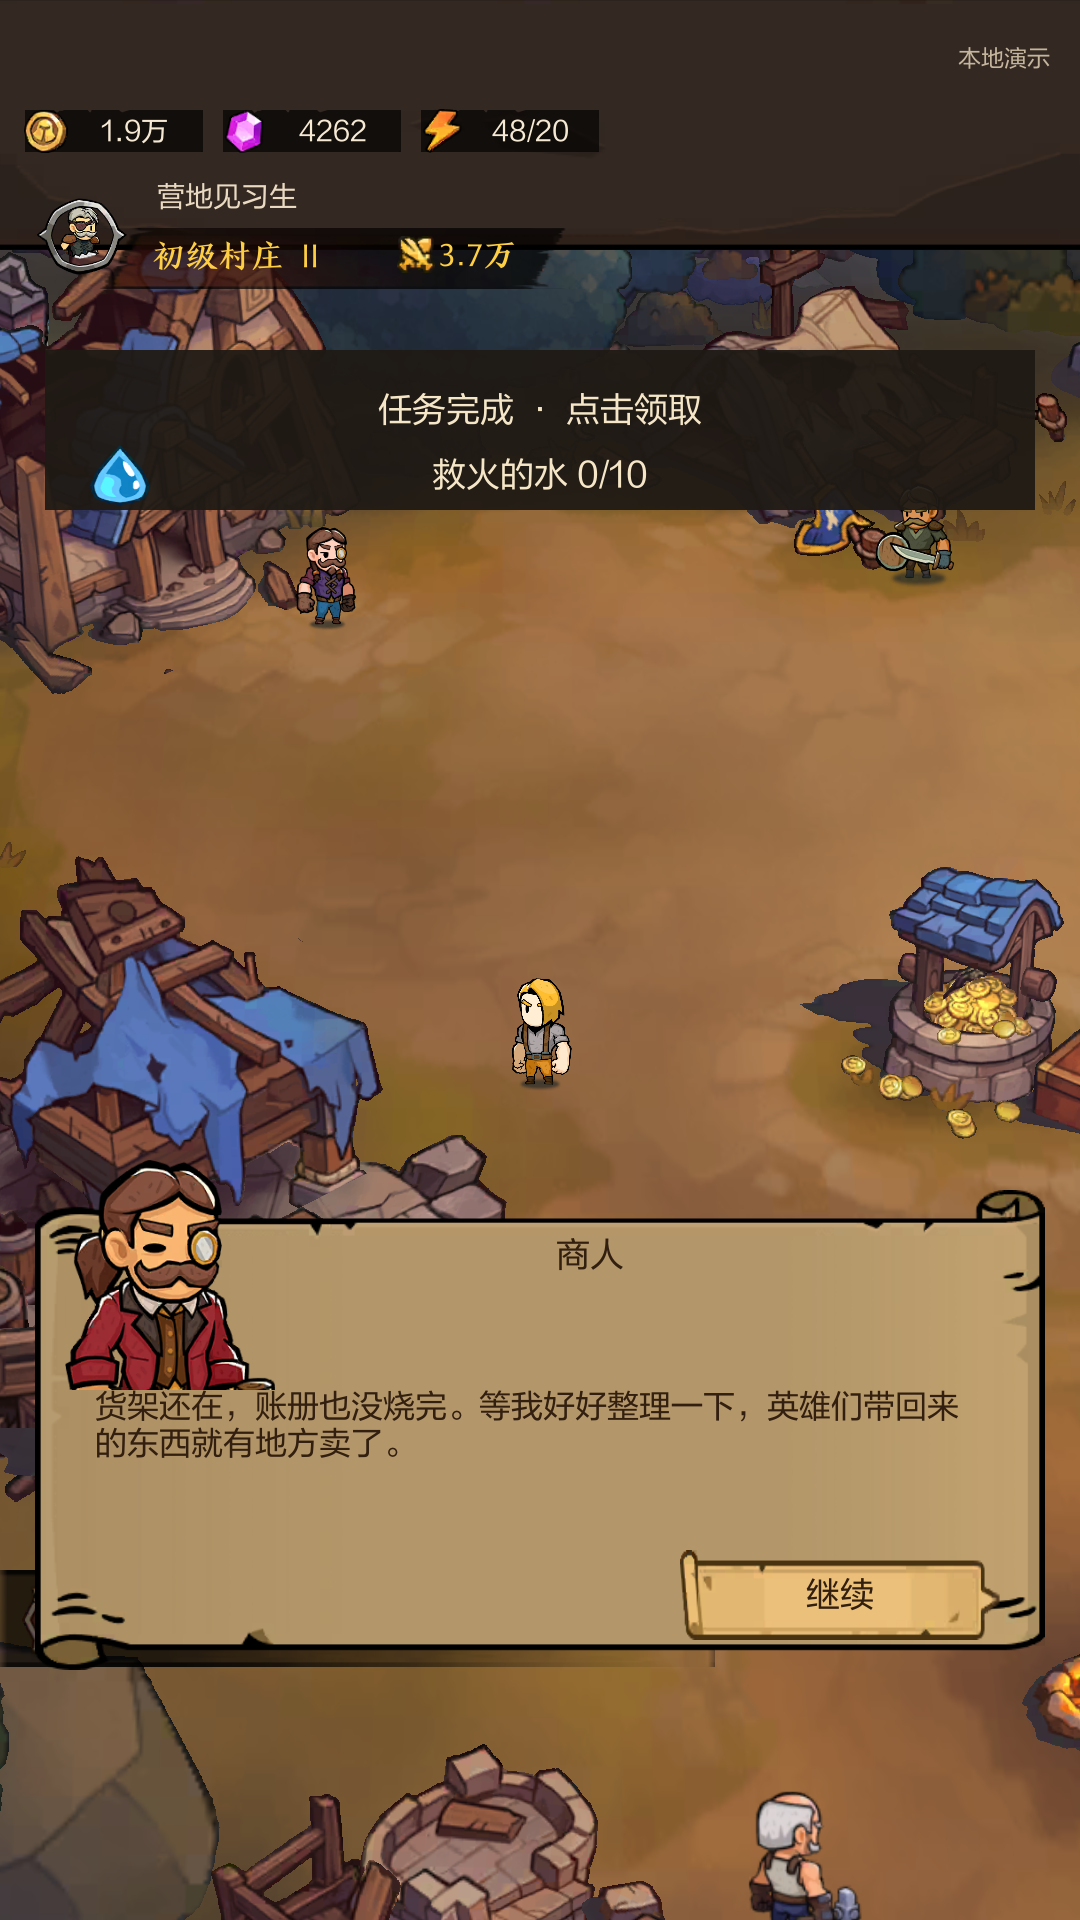 本地演示
1.9万
4262
48/20
营地见习生
初级村庄 II
3.7万
任务完成 · 点击领取
救火的水 0/10
商人
货架还在，账册也没烧完。等我好好整理一下，英雄们带回来
的东西就有地方卖了。
继续